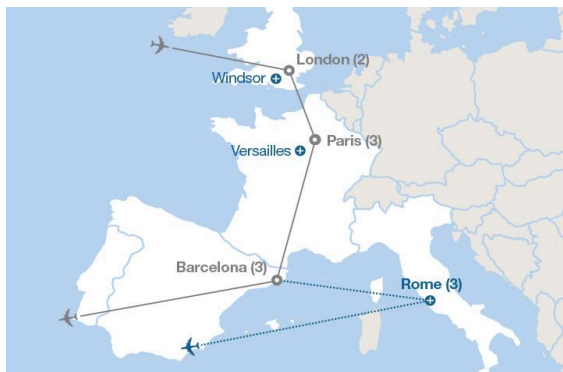 London (2)
Windsor
Paris (3)
Versailles
Barcelona (3)
Rome (3)